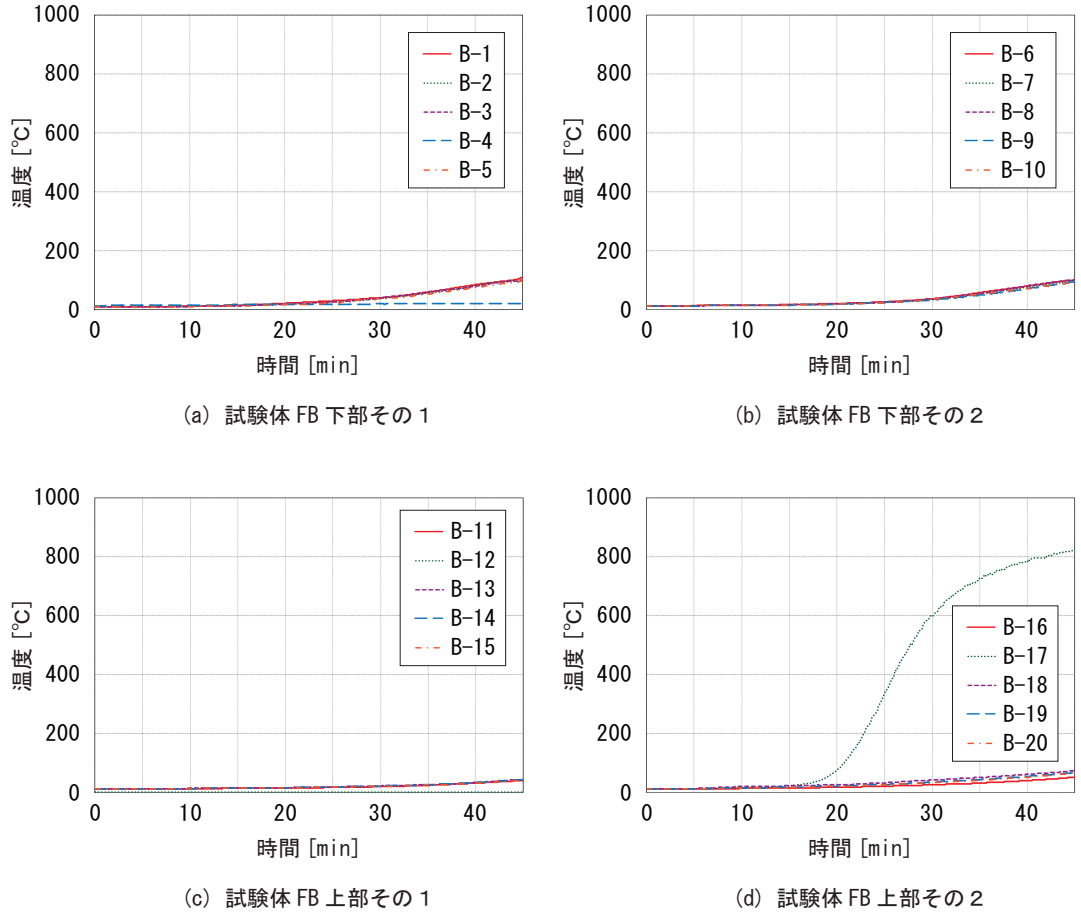 1000
800
600
400
200
0
温度 [℃]
B-1
B-2
B-3
B-4
B-5
0 10 20 30 40
時間 [min]
(a) 試験体 FB 下部その１
1000
800
600
400
200
0
温度 [℃]
B-6
B-7
B-8
B-9
B-10
0 10 20 30 40
時間 [min]
(b) 試験体 FB 下部その２
1000
800
600
400
200
0
温度 [℃]
B-11
B-12
B-13
B-14
B-15
0 10 20 30 40
時間 [min]
(c) 試験体 FB 上部その１
1000
800
600
400
200
0
温度 [℃]
B-16
B-17
B-18
B-19
B-20
0 10 20 30 40
時間 [min]
(d) 試験体 FB 上部その２